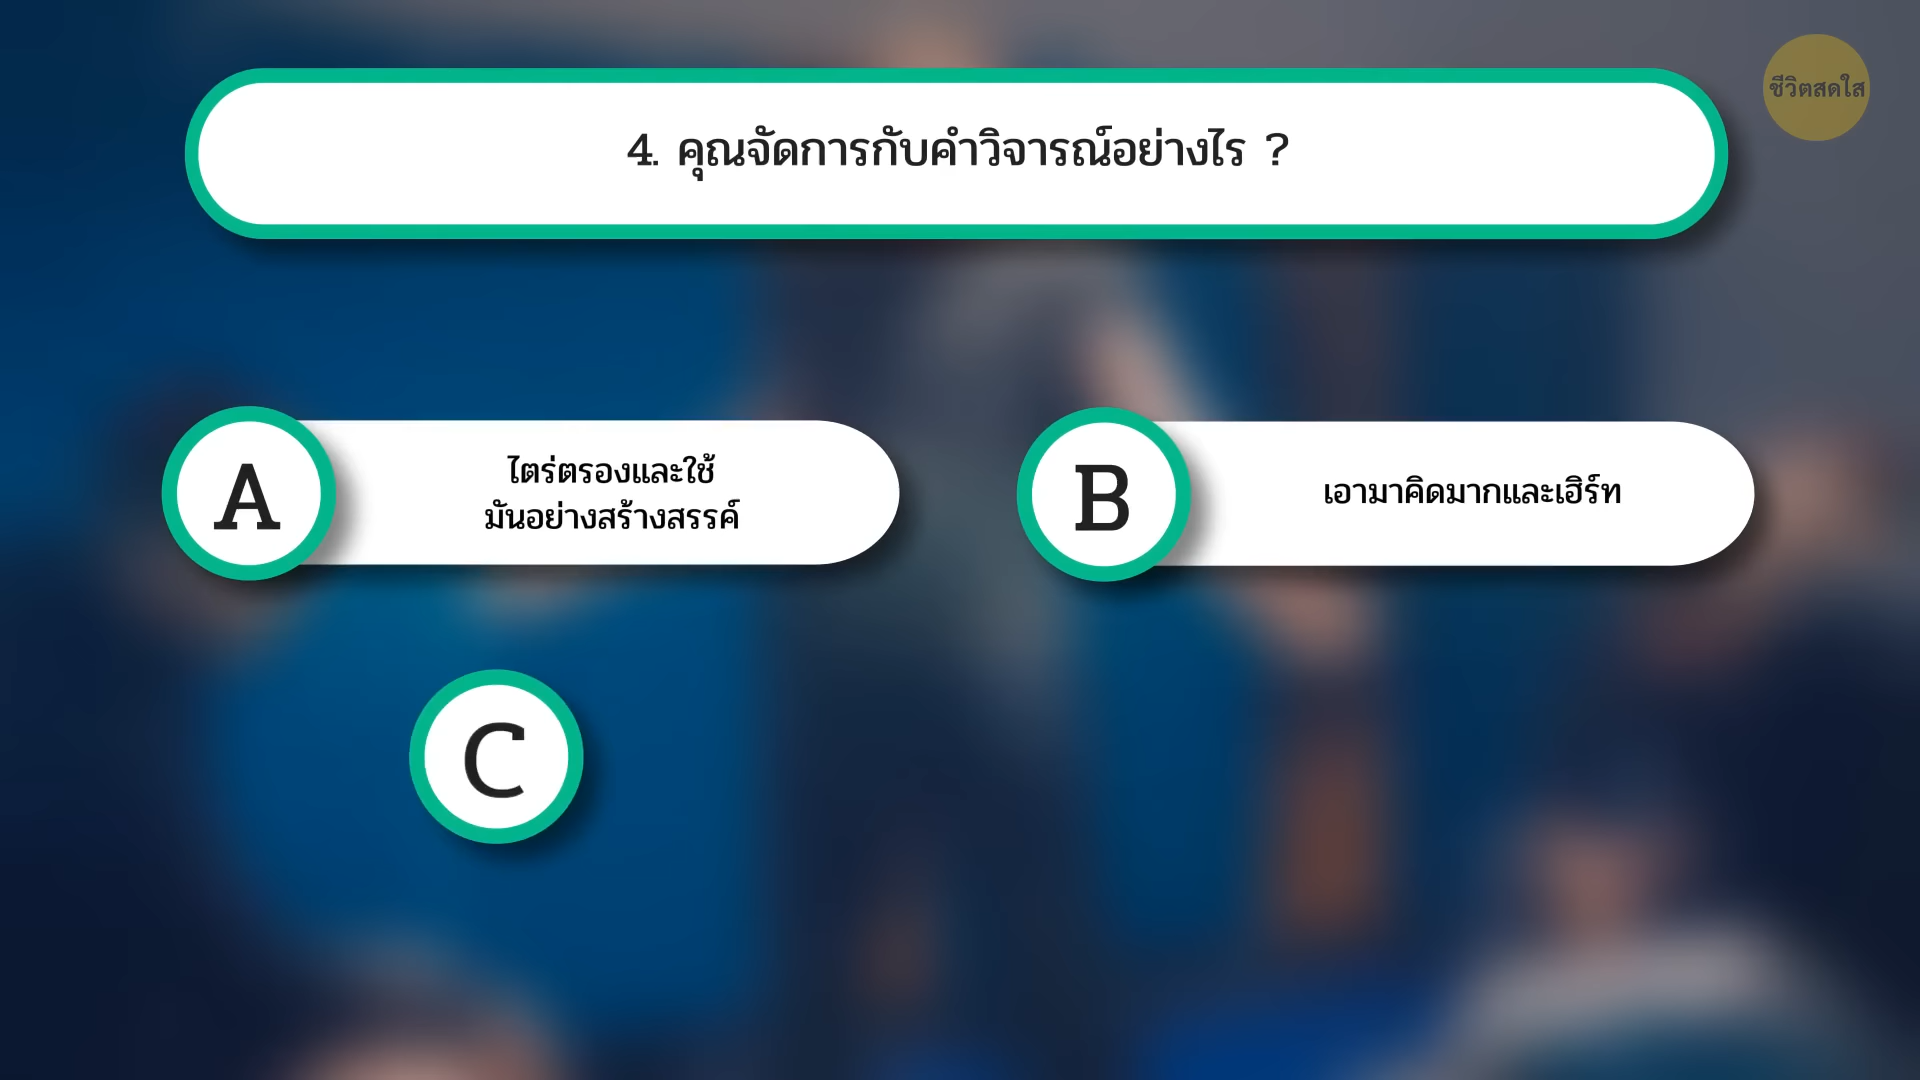 ชีวิตสดใส
4. คุณจัดการกับคำวิจารณ์อย่างไร ?
A
ไตร่ตรองและใช้
มันอย่างสร้างสรรค์
B
เอามาคิดมากและเฮิร์ท
C